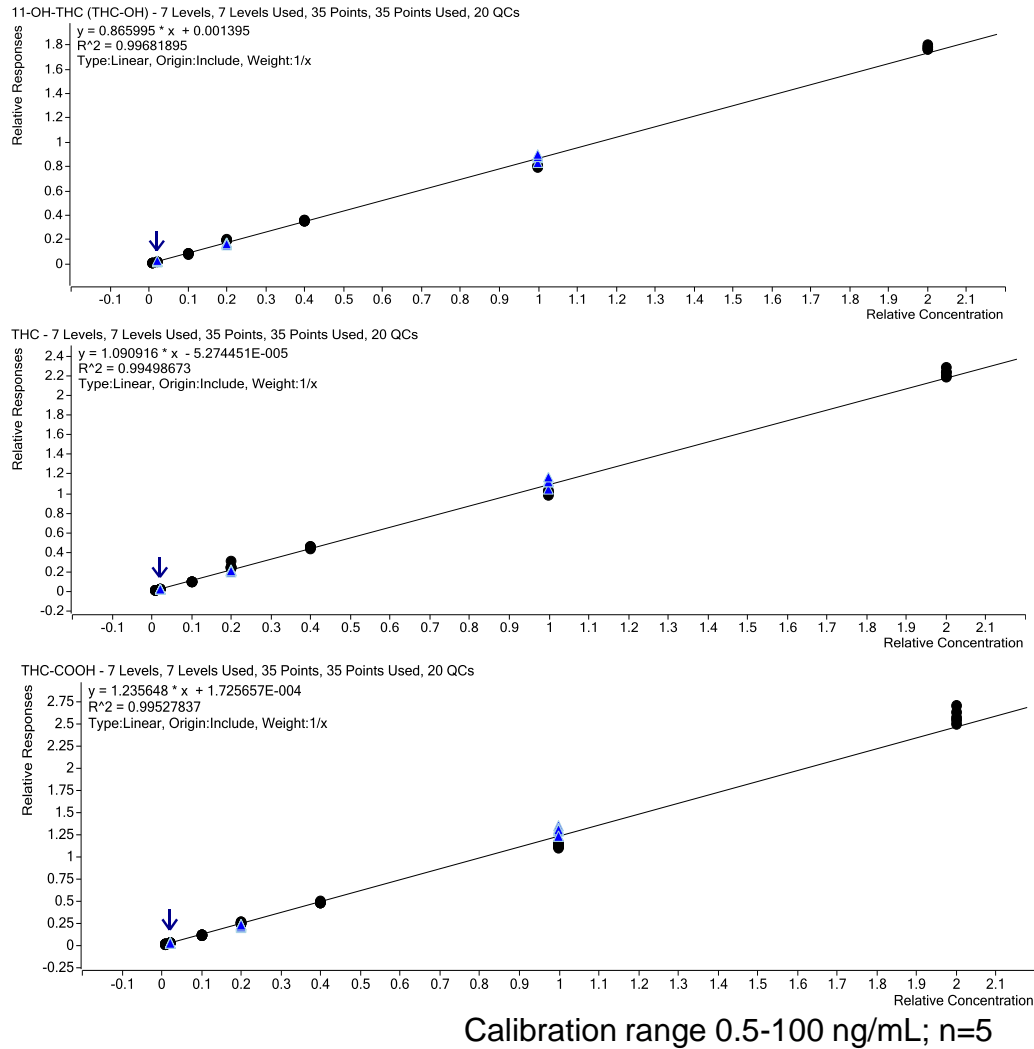 11-OH-THC (THC-OH) - 7 Levels, 7 Levels Used, 35 Points, 35 Points Used, 20 QCs
y = 0.865995 * x + 0.001395
R^2 = 0.99681895
Type:Linear, Origin:Include, Weight:1/x
Relative Responses
1.8
1.6
1.4
1.2
1
0.8
0.6
0.4
0.2
0
-0.1 0 0.1 0.2 0.3 0.4 0.5 0.6 0.7 0.8 0.9 1 1.1 1.2 1.3 1.4 1.5 1.6 1.7 1.8 1.9 2 2.1
Relative Concentration
THC - 7 Levels, 7 Levels Used, 35 Points, 35 Points Used, 20 QCs
y = 1.090916 * x - 5.274451E-005
R^2 = 0.99498673
Type:Linear, Origin:Include, Weight:1/x
Relative Responses
2.4
2.2
2
1.8
1.6
1.4
1.2
1
0.8
0.6
0.4
0.2
0
-0.2
-0.1 0 0.1 0.2 0.3 0.4 0.5 0.6 0.7 0.8 0.9 1 1.1 1.2 1.3 1.4 1.5 1.6 1.7 1.8 1.9 2 2.1
Relative Concentration
THC-COOH - 7 Levels, 7 Levels Used, 35 Points, 35 Points Used, 20 QCs
y = 1.235648 * x + 1.725657E-004
R^2 = 0.99527837
Type:Linear, Origin:Include, Weight:1/x
Relative Responses
2.75
2.5
2.25
2
1.75
1.5
1.25
1
0.75
0.5
0.25
0
-0.25
-0.1 0 0.1 0.2 0.3 0.4 0.5 0.6 0.7 0.8 0.9 1 1.1 1.2 1.3 1.4 1.5 1.6 1.7 1.8 1.9 2 2.1
Relative Concentration
Calibration range 0.5-100 ng/mL; n=5